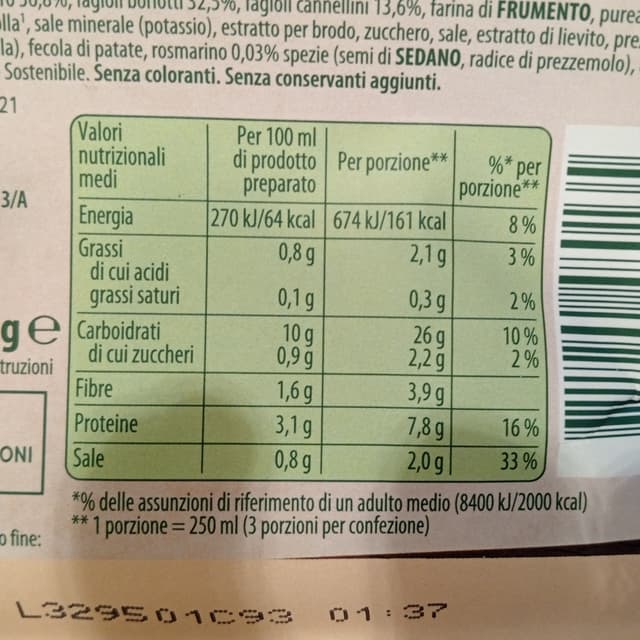 fagioli borlotti 32,5%, fagioli cannellini 13,6%, farina di FRUMENTO,
sale minerale (potassio), estratto per brodo, zucchero, sale, estratto di lievito,
fecola di patate, rosmarino 0,03% spezie (semi di SEDANO, radice di prezzemolo),
Sostenibile. Senza coloranti. Senza conservanti aggiunti.
21
3/A
g e
truzioni
ONI
o fine:
Valori nutrizionali medi
Per 100 ml di prodotto preparato
Per porzione**
%* per porzione**
Energia 270 kJ/64 kcal 674 kJ/161 kcal 8 %
Grassi 0,8 g 2,1 g 3 %
di cui acidi
grassi saturi 0,1 g 0,3 g 2 %
Carboidrati 10 g 26 g 10 %
di cui zuccheri 0,9 g 2,2 g 2 %
Fibre 1,6 g 3,9 g
Proteine 3,1 g 7,8 g 16 %
Sale 0,8 g 2,0 g 33 %
*% delle assunzioni di riferimento di un adulto medio (8400 kJ/2000 kcal)
** 1 porzione = 250 ml (3 porzioni per confezione)
L329501C93 01:37